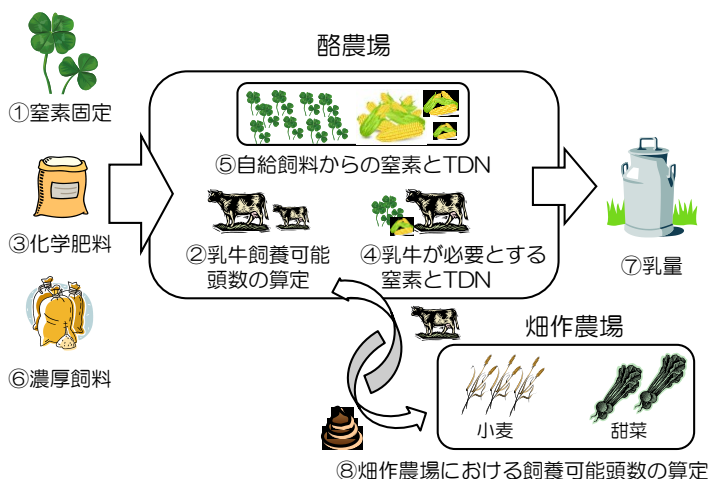 酪農場
①窒素固定
⑤自給飼料からの窒素とTDN
③化学肥料
②乳牛飼養可能
頭数の算定
④乳牛が必要とする
窒素とTDN
⑦乳量
⑥濃厚飼料
畑作農場
小麦
甜菜
⑧畑作農場における飼養可能頭数の算定